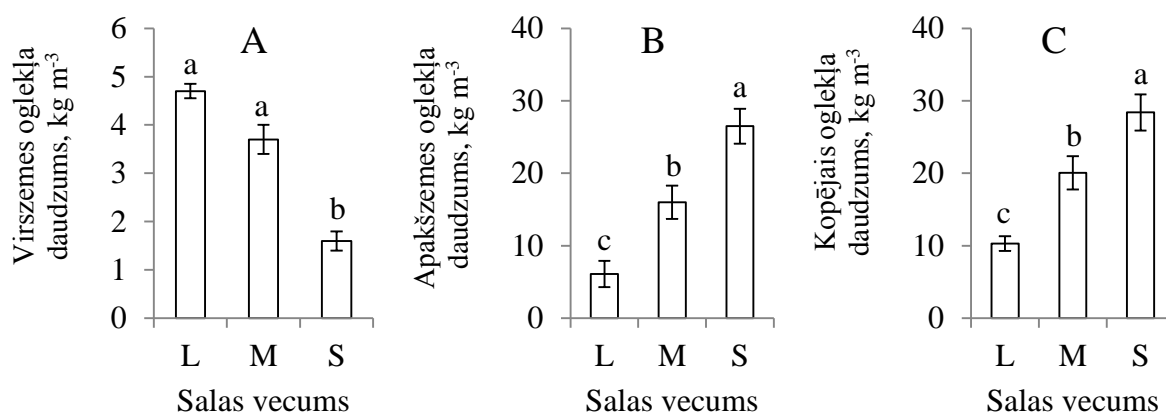 Virszemes oglekļa
daudzums, kg m-3
6
5
4
3
2
1
0
A
a
a
b
L M S
Salas vecums
Apakšzemes oglekļa
daudzums, kg m-3
40
30
20
10
0
B
c
b
a
L M S
Salas vecums
Kopējais oglekļa
daudzums, kg m-3
40
30
20
10
0
C
c
b
a
L M S
Salas vecums